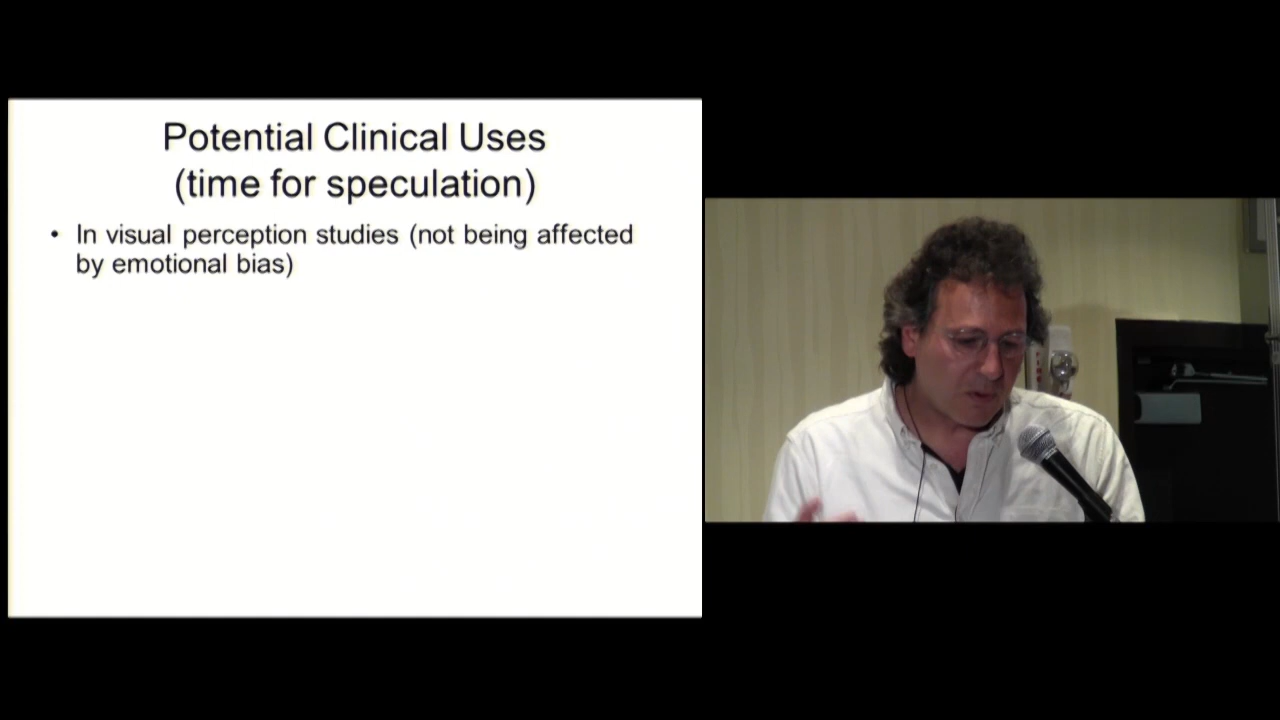 Potential Clinical Uses
(time for speculation)
• In visual perception studies (not being affected
by emotional bias)